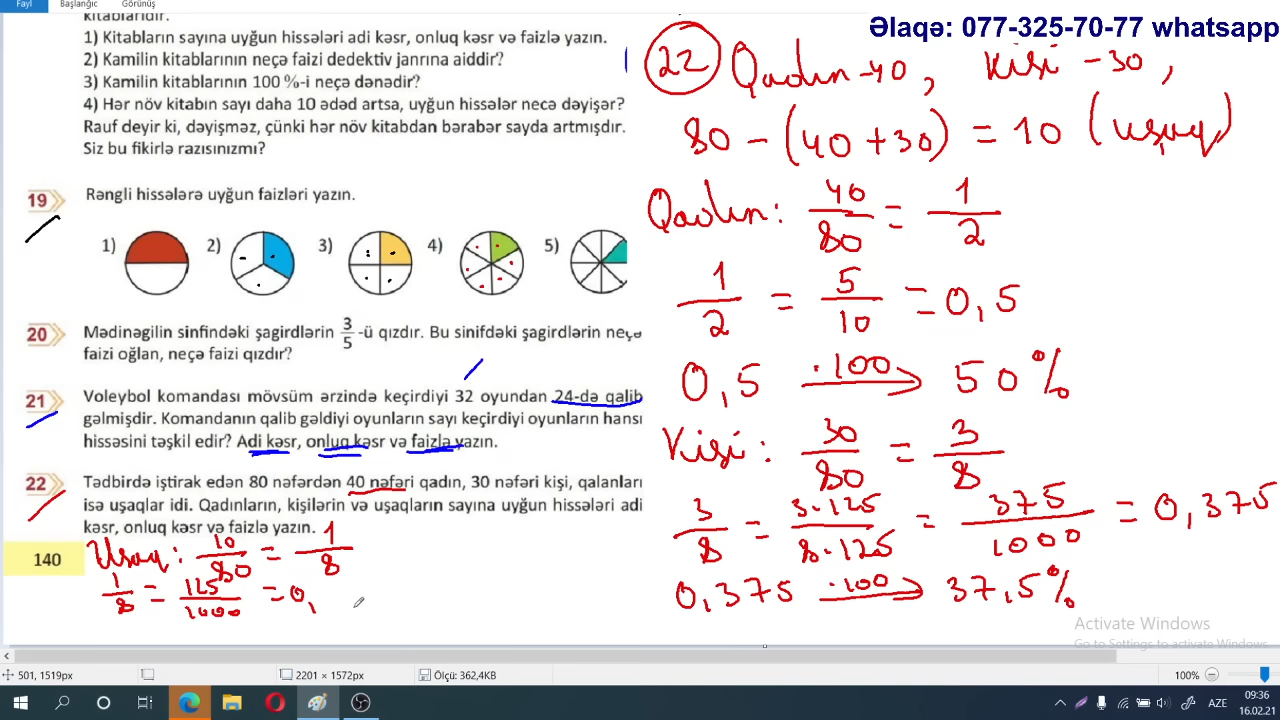 Fayl Başlanğıc Görünüş
Əlaqə: 077-325-70-77 whatsapp
kitablarıdır.
1) Kitabların sayına uyğun hissələri adi kəsr, onluq kəsr və faizlə yazın.
2) Kamilin kitablarının neçə faizi dedektiv janrına aiddir?
3) Kamilin kitablarının 100 %-i neçə dənədir?
4) Hər növ kitabın sayı daha 10 ədəd artsa, uyğun hissələr necə dəyişər?
Rauf deyir ki, dəyişməz, çünki hər növ kitabdan bərabər sayda artmışdır.
Siz bu fikirlə razısınızmı?
19 Rəngli hissələrə uyğun faizləri yazın.
1) 2) 3) 4) 5)
20 Mədinəgilin sinfindəki şagirdlərin 3/5 -ü qızdır. Bu sinifdəki şagirdlərin neçə
faizi oğlan, neçə faizi qızdır?
21 Voleybol komandası mövsüm ərzində keçirdiyi 32 oyundan 24-də qalib
gəlmişdir. Komandanın qalib gəldiyi oyunların sayı keçirdiyi oyunların hansı
hissəsini təşkil edir? Adi kəsr, onluq kəsr və faizlə yazın.
22 Tədbirdə iştirak edən 80 nəfərdən 40 nəfəri qadın, 30 nəfəri kişi, qalanları
isə uşaqlar idi. Qadınların, kişilərin və uşaqların sayına uyğun hissələri adi
kəsr, onluq kəsr və faizlə yazın.
140
Uşaq: 10/80 = 1/8
1/8 = 125/1000 = 0,
22 Qadın -40, kişi -30,
80 - (40 + 30) = 10 (uşaq)
Qadın: 40/80 = 1/2
1/2 = 5/10 = 0,5
0,5 ·100 → 50%
Kişi: 30/80 = 3/8
3/8 = 3·125/8·125 = 375/1000 = 0,375
0,375 ·100 → 37,5%
Activate Windows
Go to Settings to activate Windows.
501, 1519px 2201 × 1572px Ölçü: 362,4KB 100%
AZE 09:36
16.02.21